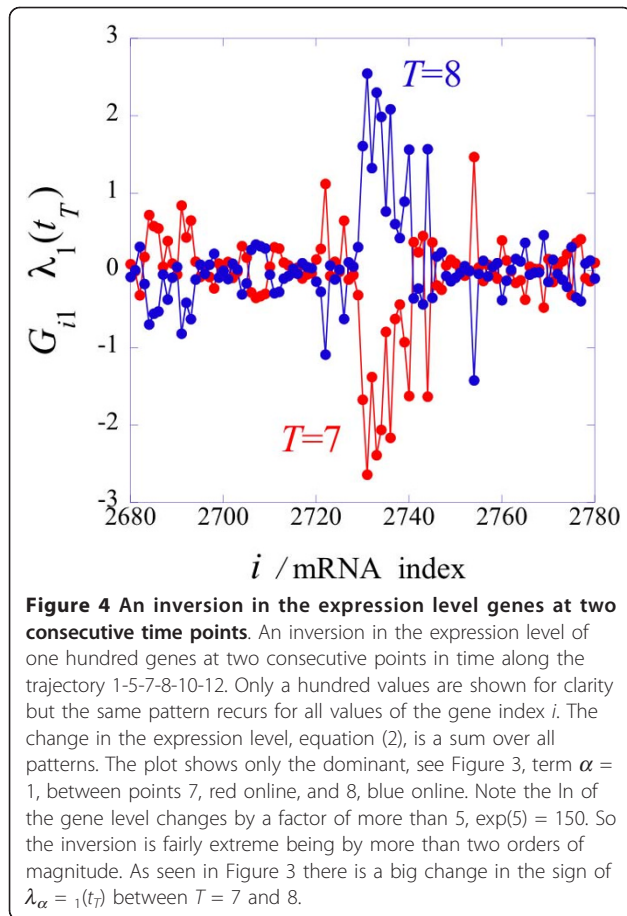 3
T=8
2
1
0
-1
-2
T=7
-3
G_{i1} λ_1(t_T)
2680 2700 2720 2740 2760 2780
i / mRNA index
Figure 4 An inversion in the expression level genes at two
consecutive time points. An inversion in the expression level of
one hundred genes at two consecutive points in time along the
trajectory 1-5-7-8-10-12. Only a hundred values are shown for clarity
but the same pattern recurs for all values of the gene index i. The
change in the expression level, equation (2), is a sum over all
patterns. The plot shows only the dominant, see Figure 3, term α =
1, between points 7, red online, and 8, blue online. Note the ln of
the gene level changes by a factor of more than 5, exp(5) = 150. So
the inversion is fairly extreme being by more than two orders of
magnitude. As seen in Figure 3 there is a big change in the sign of
λ_α = _1(t_T) between T = 7 and 8.